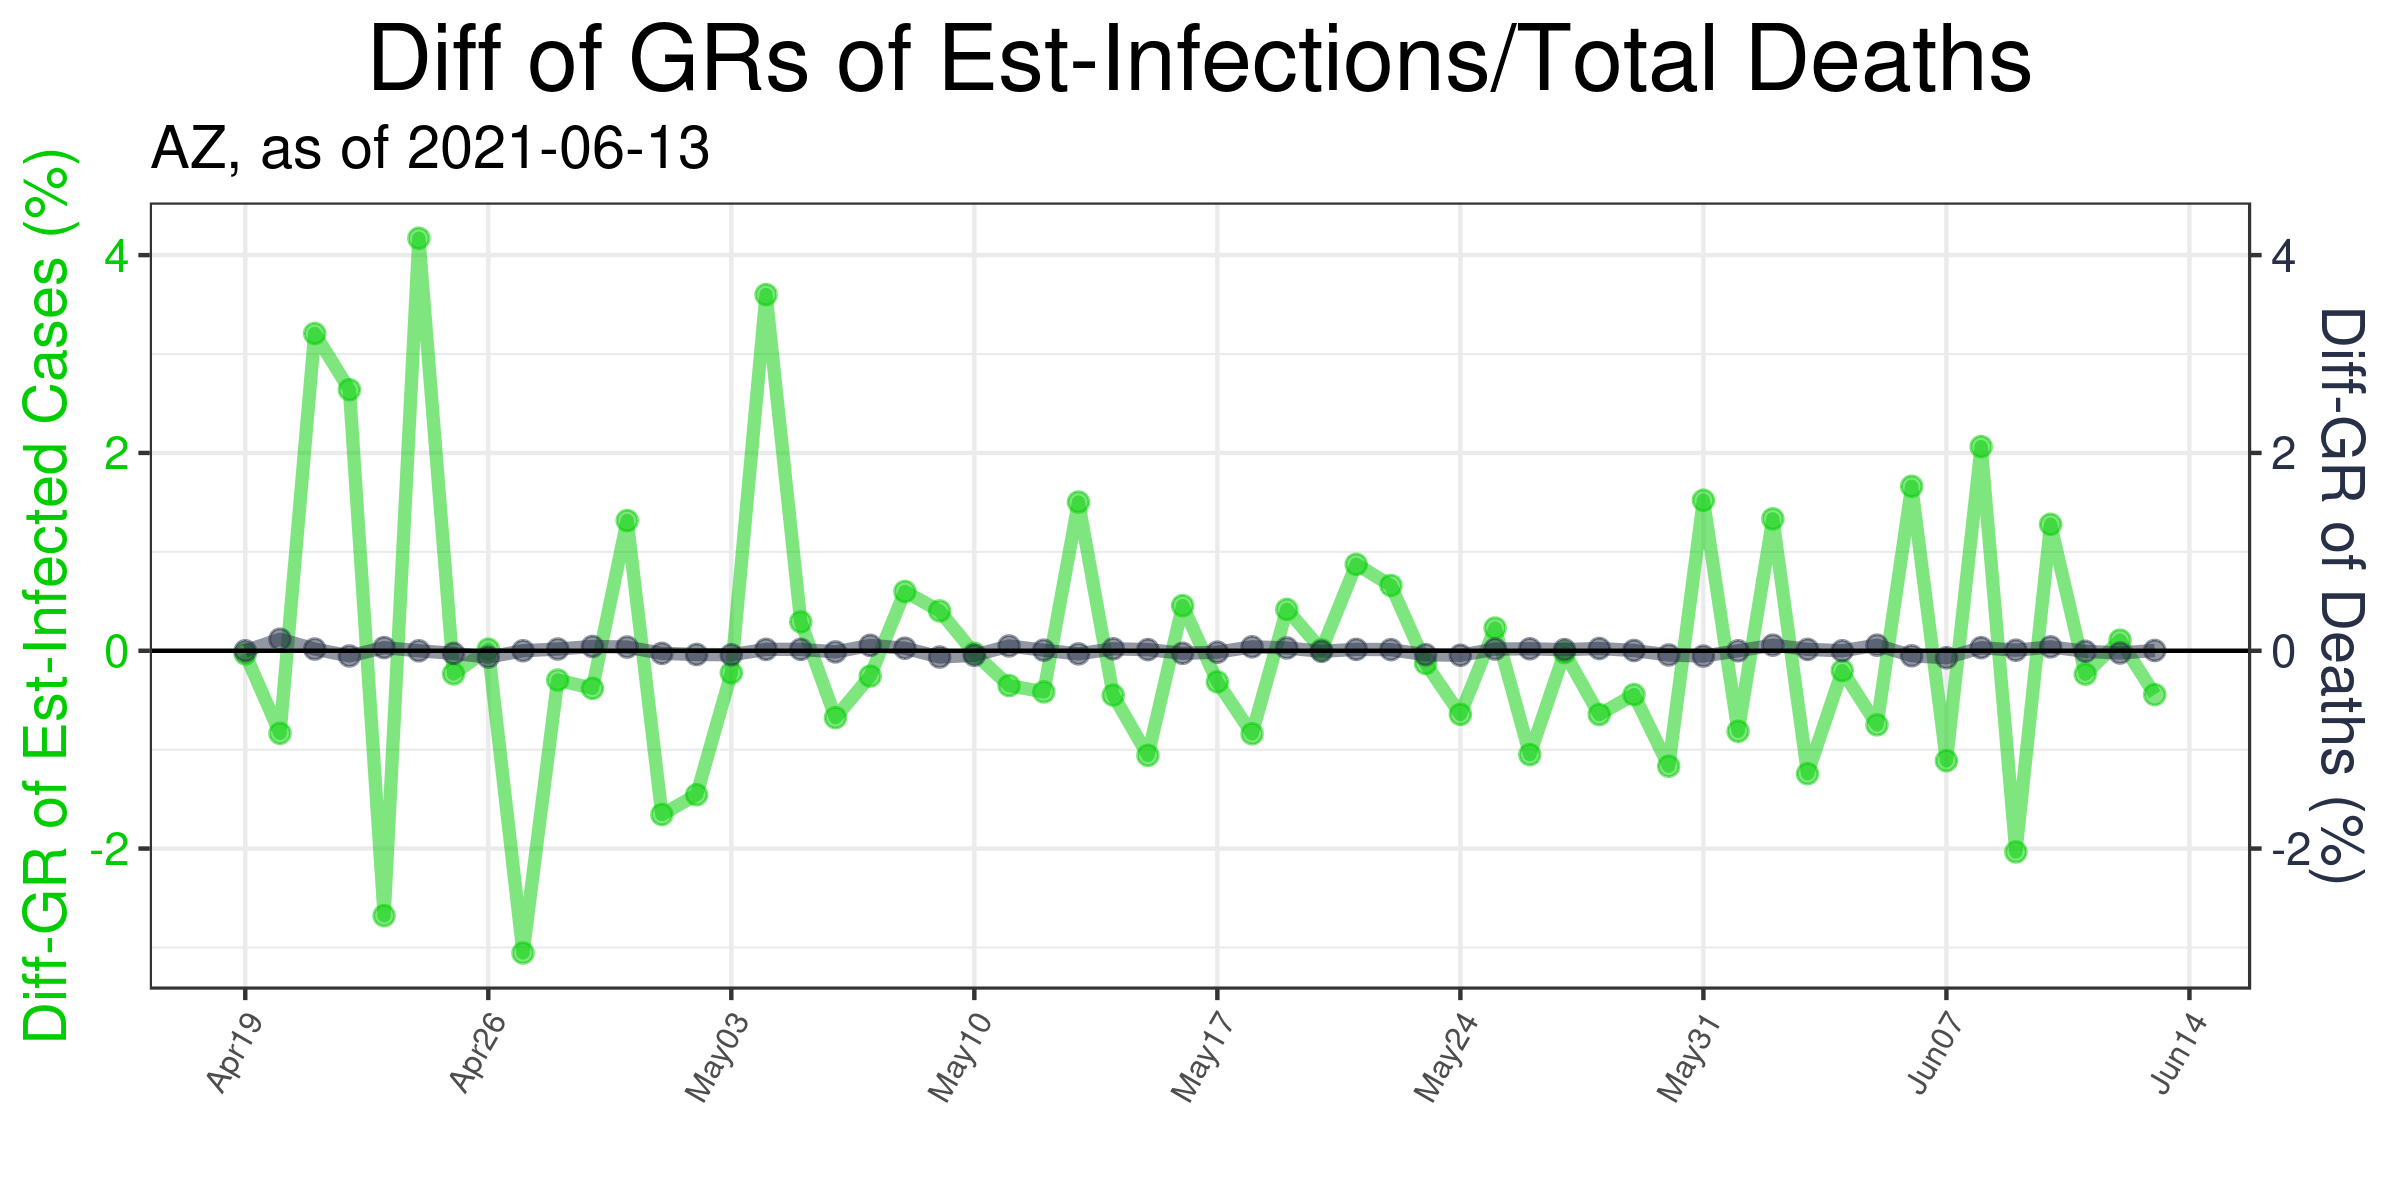 Diff of GRs of Est-Infections/Total Deaths
AZ, as of 2021-06-13
Diff-GR of Est-Infected Cases (%)
4
2
0
-2
4
2
0
-2
Diff-GR of Deaths (%)
Apr19
Apr26
May03
May10
May17
May24
May31
Jun07
Jun14